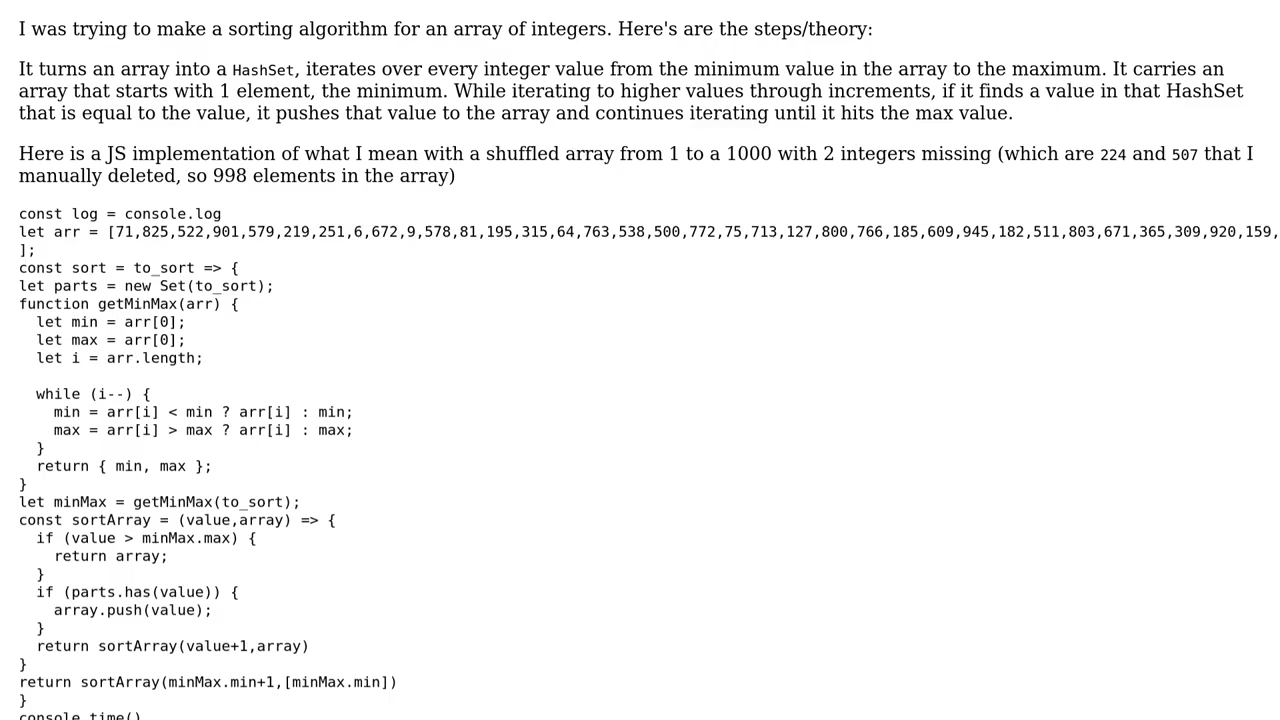 I was trying to make a sorting algorithm for an array of integers. Here's are the steps/theory:
It turns an array into a HashSet, iterates over every integer value from the minimum value in the array to the maximum. It carries an
array that starts with 1 element, the minimum. While iterating to higher values through increments, if it finds a value in that HashSet
that is equal to the value, it pushes that value to the array and continues iterating until it hits the max value.
Here is a JS implementation of what I mean with a shuffled array from 1 to a 1000 with 2 integers missing (which are 224 and 507 that I
manually deleted, so 998 elements in the array)
const log = console.log
let arr = [71,825,522,901,579,219,251,6,672,9,578,81,195,315,64,763,538,500,772,75,713,127,800,766,185,609,945,182,511,803,671,365,309,920,159,
];
const sort = to_sort => {
let parts = new Set(to_sort);
function getMinMax(arr) {
  let min = arr[0];
  let max = arr[0];
  let i = arr.length;
  while (i--) {
    min = arr[i] < min ? arr[i] : min;
    max = arr[i] > max ? arr[i] : max;
  }
  return { min, max };
}
let minMax = getMinMax(to_sort);
const sortArray = (value,array) => {
  if (value > minMax.max) {
    return array;
  }
  if (parts.has(value)) {
    array.push(value);
  }
  return sortArray(value+1,array)
}
return sortArray(minMax.min+1,[minMax.min])
}
console.time()